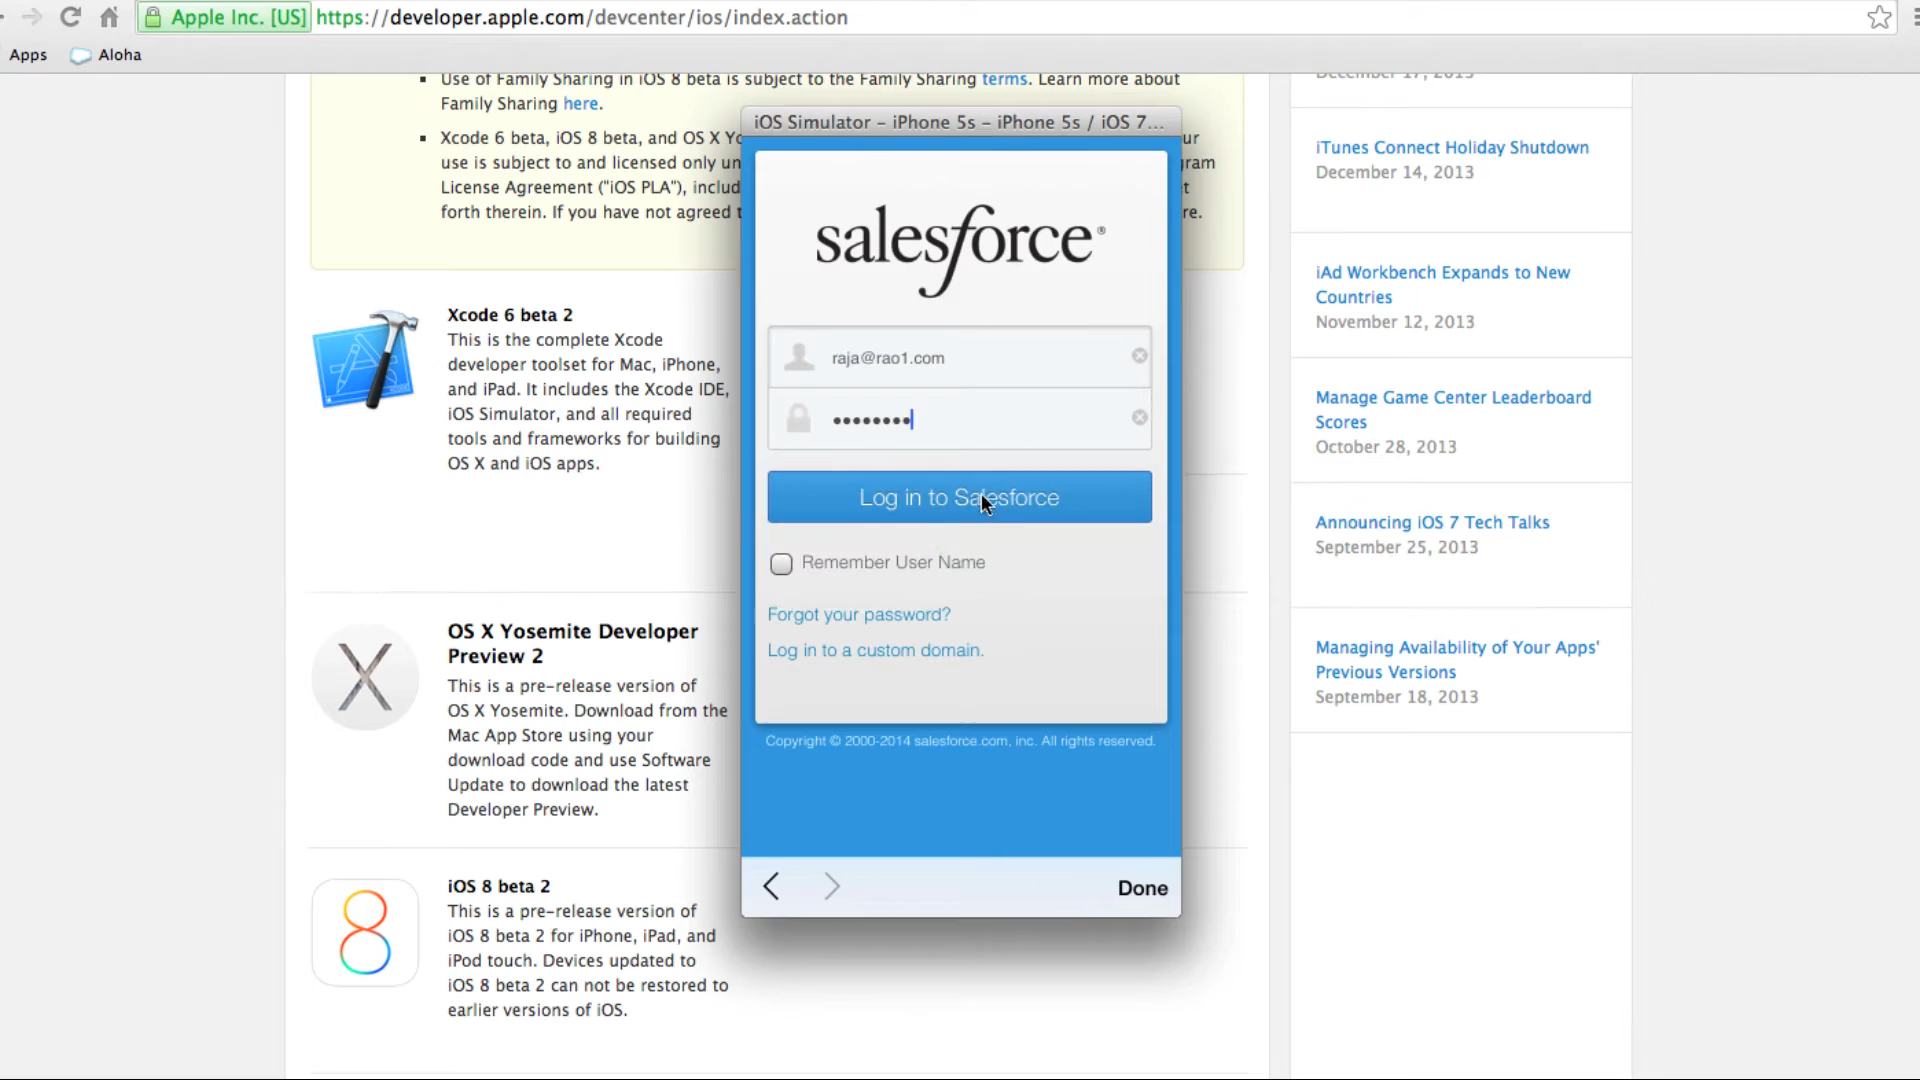 Apple Inc. [US] https://developer.apple.com/devcenter/ios/index.action
Apps Aloha
Use of Family Sharing in iOS 8 beta is subject to the Family Sharing terms. Learn more about
Family Sharing here.
Xcode 6 beta, iOS 8 beta, and OS X
use is subject to and licensed only
License Agreement ("iOS PLA"),
forth therein. If you have not agreed
Xcode 6 beta 2
This is the complete Xcode
developer toolset for Mac, iPhone,
and iPad. It includes the Xcode IDE,
iOS Simulator, and all required
tools and frameworks for building
OS X and iOS apps.
OS X Yosemite Developer
Preview 2
This is a pre-release version of
OS X Yosemite. Download from the
Mac App Store using your
download code and use Software
Update to download the latest
Developer Preview.
iOS 8 beta 2
This is a pre-release version of
iOS 8 beta 2 for iPhone, iPad, and
iPod touch. Devices updated to
iOS 8 beta 2 can not be restored to
earlier versions of iOS.
iOS Simulator - iPhone 5s - iPhone 5s / iOS 7...
salesforce®
raja@rao1.com
Log in to Salesforce
Remember User Name
Forgot your password?
Log in to a custom domain.
Copyright © 2000-2014 salesforce.com, inc. All rights reserved.
Done
December 17, 2013
iTunes Connect Holiday Shutdown
December 14, 2013
iAd Workbench Expands to New
Countries
November 12, 2013
Manage Game Center Leaderboard
Scores
October 28, 2013
Announcing iOS 7 Tech Talks
September 25, 2013
Managing Availability of Your Apps'
Previous Versions
September 18, 2013